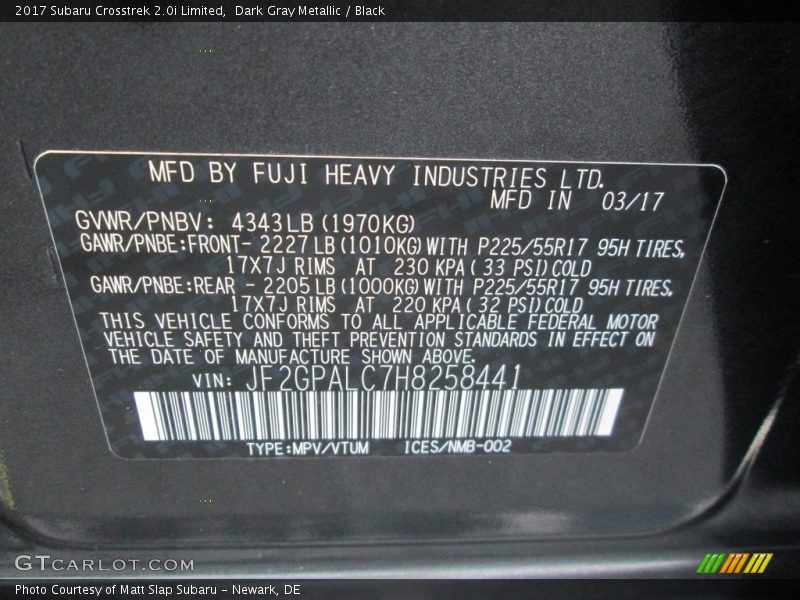 2017 Subaru Crosstrek 2.0i Limited, Dark Gray Metallic / Black
MFD BY FUJI HEAVY INDUSTRIES LTD.
MFD IN 03/17
GVWR/PNBV: 4343LB (1970KG)
GAWR/PNBE:FRONT- 2227 LB (1010KG) WITH P225/55R17 95H TIRES,
17X7J RIMS AT 230 KPA ( 33 PSI) COLD
GAWR/PNBE:REAR - 2205 LB (1000KG) WITH P225/55R17 95H TIRES,
17X7J RIMS AT 220 KPA ( 32 PSI) COLD
THIS VEHICLE CONFORMS TO ALL APPLICABLE FEDERAL MOTOR
VEHICLE SAFETY AND THEFT PREVENTION STANDARDS IN EFFECT ON
THE DATE OF MANUFACTURE SHOWN ABOVE.
VIN: JF2GPALC7H8258441
TYPE:MPV/VTUM ICES/NMB-002
GTCARLOT.COM
Photo Courtesy of Matt Slap Subaru - Newark, DE